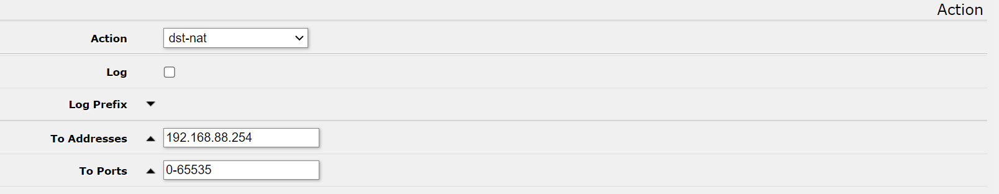 Action
Action dst-nat
Log
Log Prefix
To Addresses 192.168.88.254
To Ports 0-65535